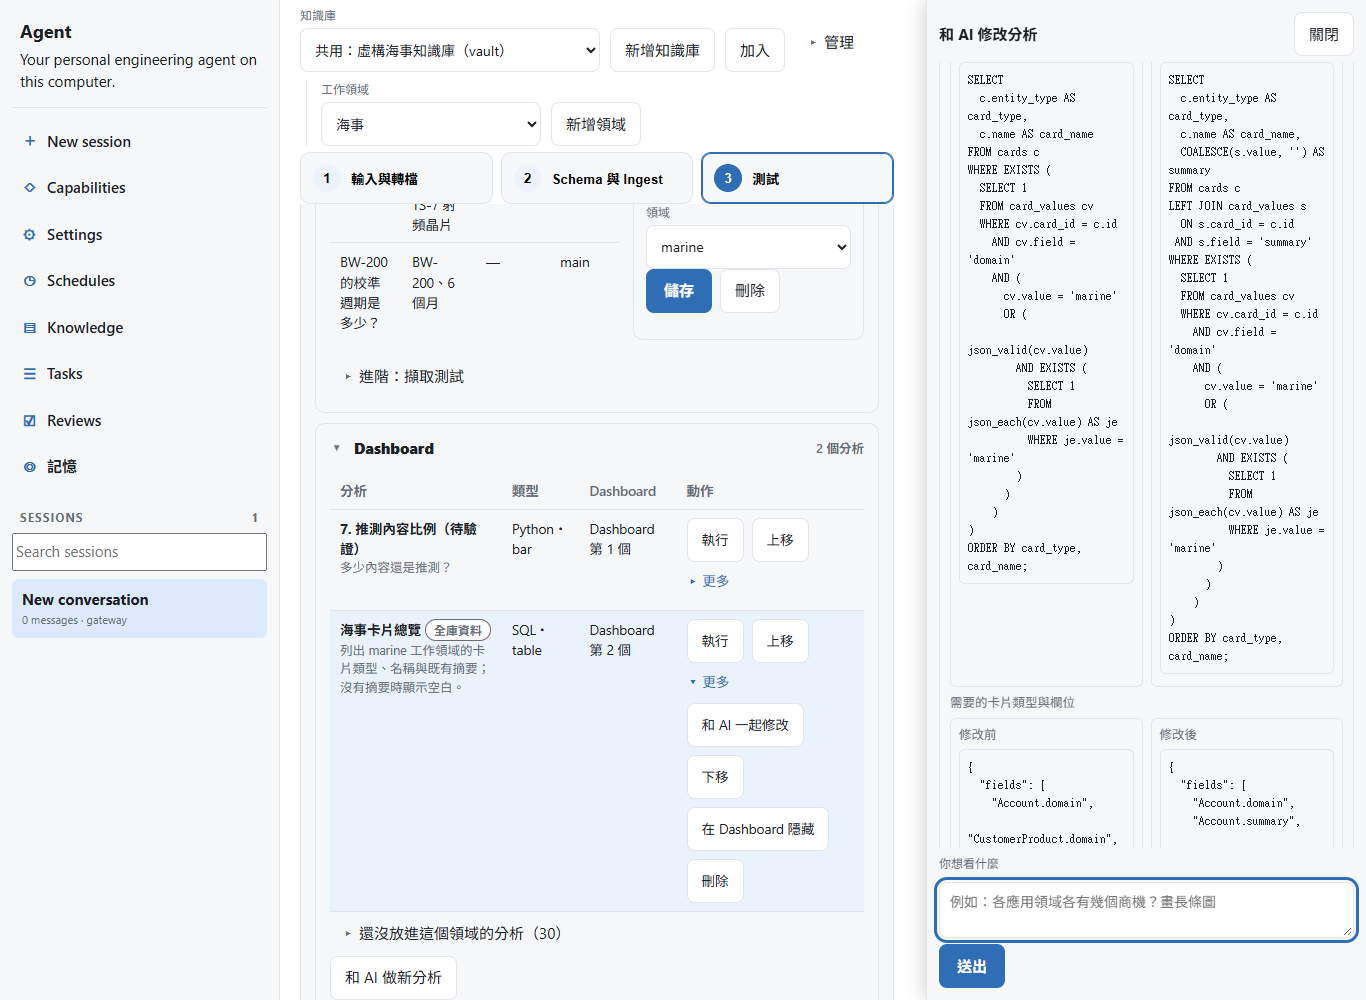 Agent
Your personal engineering agent on
this computer.
New session
Capabilities
Settings
Schedules
Knowledge
Tasks
Reviews
記憶
SESSIONS 1
Search sessions
New conversation
0 messages · gateway
知識庫
共用：虛構海事知識庫（vault）
新增知識庫
加入
管理
工作領域
海事
新增領域
1 輸入與轉檔
2 Schema 與 Ingest
3 測試
TS-7 射
頻晶片
BW-200
的校準
週期是
多少？
BW-
200、6
個月
—
main
領域
marine
儲存
刪除
進階：擷取測試
Dashboard
2 個分析
分析 類型 Dashboard 動作
7. 推測內容比例（待驗
證）
多少內容還是推測？
Python・
bar
Dashboard
第 1 個
執行
上移
更多
海事卡片總覽 全庫資料
列出 marine 工作領域的卡
片類型、名稱與既有摘要；
沒有摘要時顯示空白。
SQL・
table
Dashboard
第 2 個
執行
上移
更多
和 AI 一起修改
下移
在 Dashboard 隱藏
刪除
還沒放進這個領域的分析（30）
和 AI 做新分析
和 AI 修改分析
關閉
SELECT
c.entity_type AS
card_type,
c.name AS card_name
FROM cards c
WHERE EXISTS (
SELECT 1
FROM card_values cv
WHERE cv.card_id = c.id
AND cv.field =
'domain'
AND (
cv.value = 'marine'
OR (
json_valid(cv.value)
AND EXISTS (
SELECT 1
FROM
json_each(cv.value) AS je
WHERE je.value =
'marine'
)
)
)
)
ORDER BY card_type,
card_name;
SELECT
c.entity_type AS
card_type,
c.name AS card_name,
COALESCE(s.value, '') AS
summary
FROM cards c
LEFT JOIN card_values s
ON s.card_id = c.id
AND s.field = 'summary'
WHERE EXISTS (
SELECT 1
FROM card_values cv
WHERE cv.card_id = c.id
AND cv.field =
'domain'
AND (
cv.value = 'marine'
OR (
json_valid(cv.value)
AND EXISTS (
SELECT 1
FROM
json_each(cv.value) AS je
WHERE je.value =
'marine'
)
)
)
)
ORDER BY card_type,
card_name;
需要的卡片類型與欄位
修改前
{
"fields": [
"Account.domain",
"CustomerProduct.domain",
修改後
{
"fields": [
"Account.domain",
"Account.summary",
你想看什麼
例如：各應用領域各有幾個商機？畫長條圖
送出